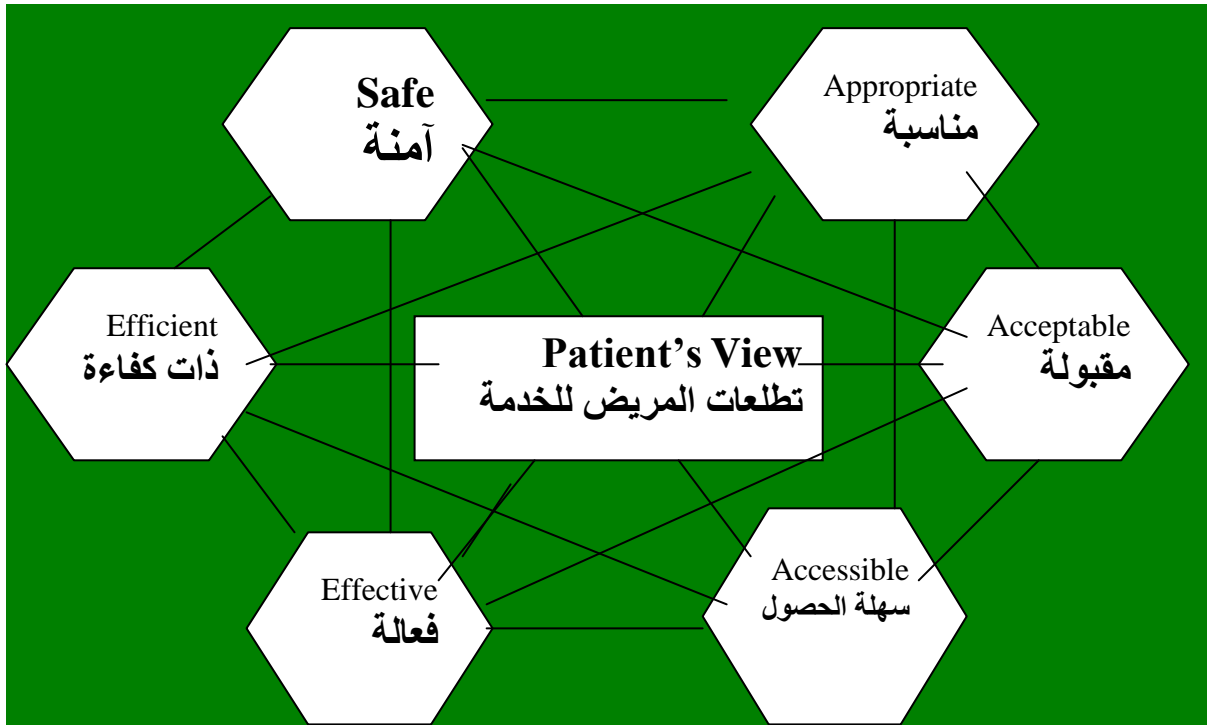 Safe
آمنة
Appropriate
مناسبة
Efficient
ذات كفاءة
Patient’s View
تطلعات المريض للخدمة
Acceptable
مقبولة
Effective
فعالة
Accessible
سهلة الحصول